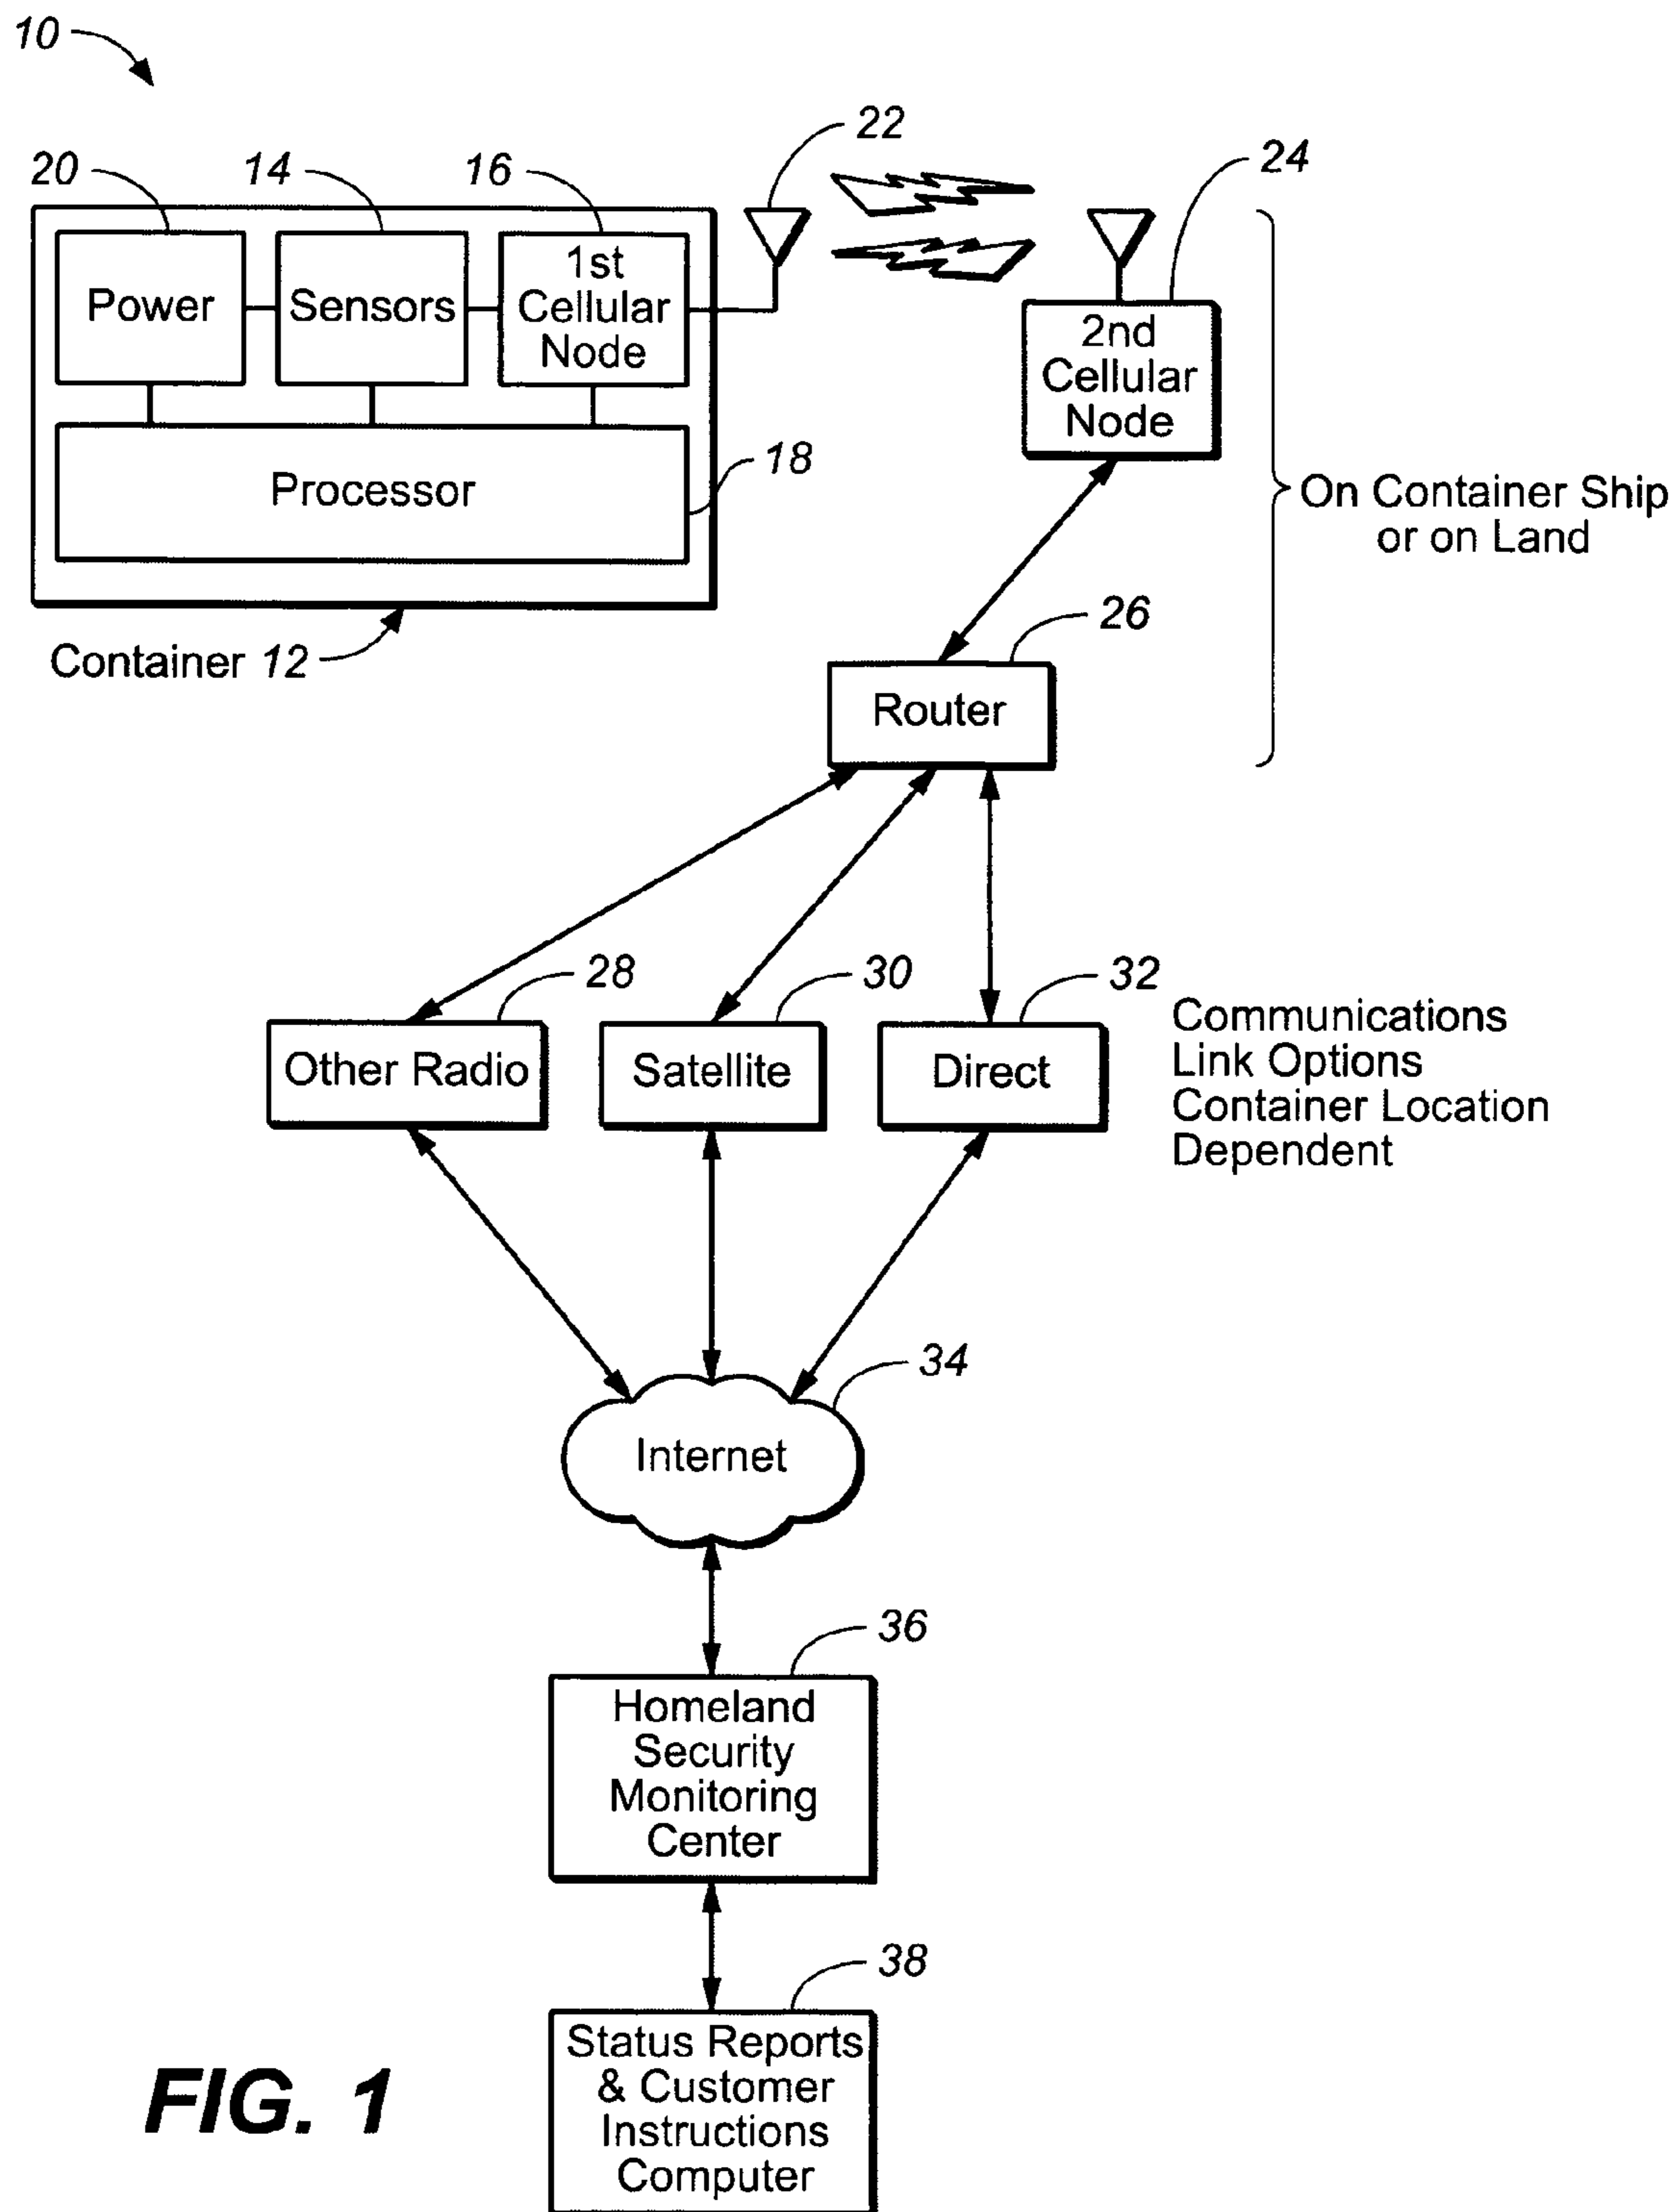 10
22
24
20
14
16
Power
Sensors
1st
Cellular
Node
2nd
Cellular
Node
Processor
18
On Container Ship
or on Land
Container 12
26
Router
28
30
32
Other Radio
Satellite
Direct
Communications
Link Options
Container Location
Dependent
34
Internet
36
Homeland
Security
Monitoring
Center
38
Status Reports
& Customer
Instructions
Computer
FIG. 1